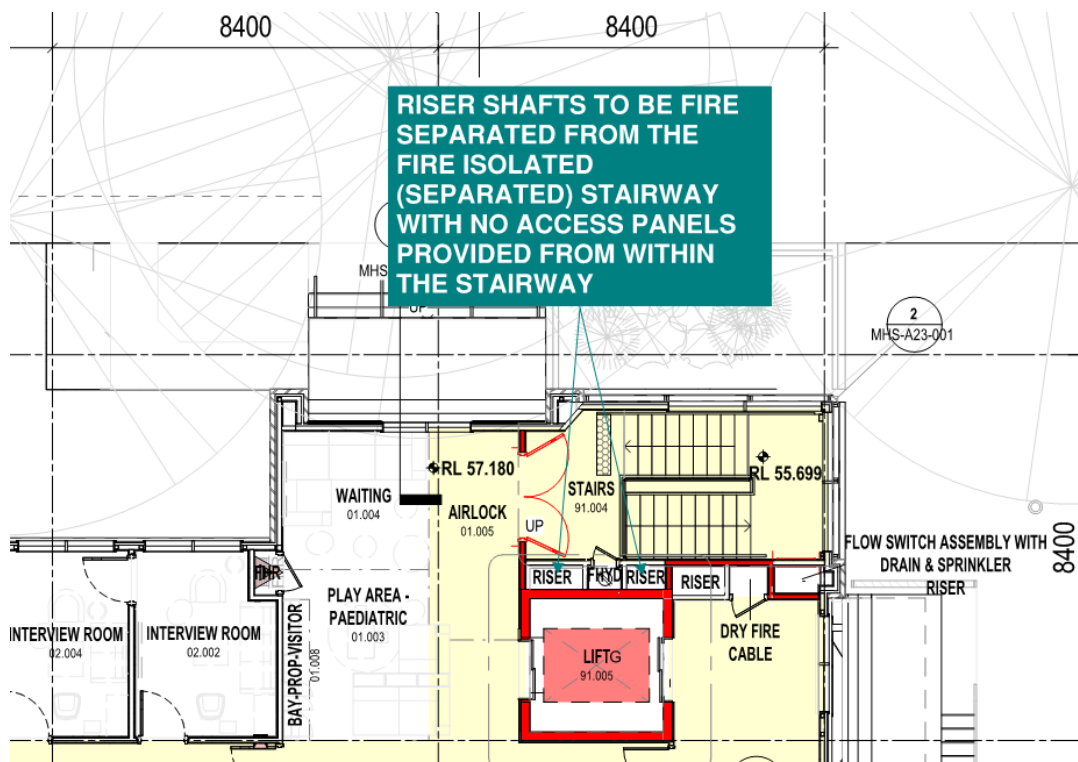 8400
8400
RISER SHAFTS TO BE FIRE
SEPARATED FROM THE
FIRE ISOLATED
(SEPARATED) STAIRWAY
WITH NO ACCESS PANELS
PROVIDED FROM WITHIN
THE STAIRWAY
MHS
UP
2
MHS-A23-001
RL 57.180
RL 55.699
WAITING
01.004
STAIRS
91.004
AIRLOCK
01.005
UP
8400
FLOW SWITCH ASSEMBLY WITH
DRAIN & SPRINKLER
RISER
FHR
RISER
FHYD
RISER
RISER
PLAY AREA -
PAEDIATRIC
01.003
INTERVIEW ROOM
02.004
INTERVIEW ROOM
02.002
BAY-PROP-VISITOR
01.008
DRY FIRE
CABLE
LIFTG
91.005